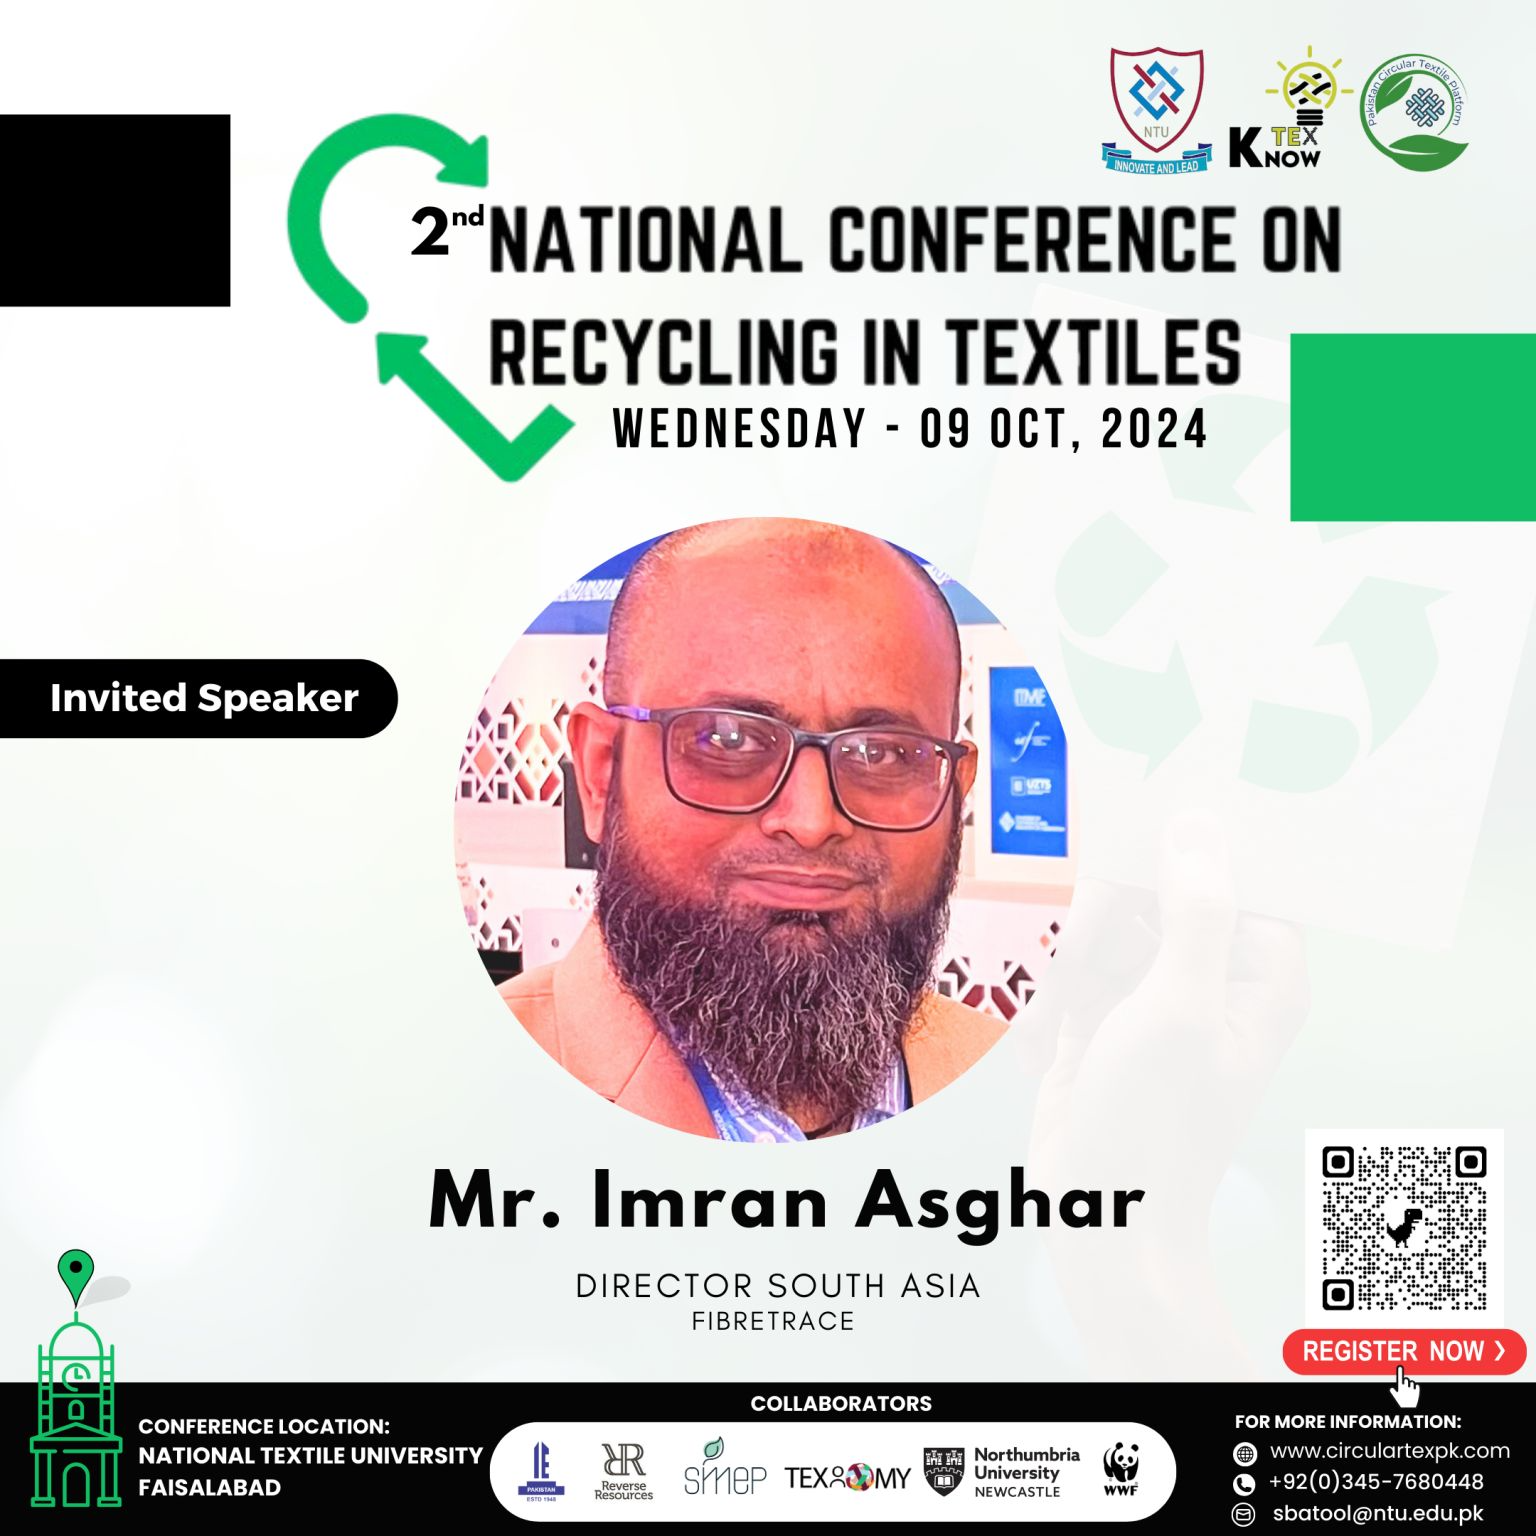 NTU
INNOVATE AND LEAD
TEX
KNOW
Pakistan Circular Textile Platform
2nd NATIONAL CONFERENCE ON
RECYCLING IN TEXTILES
WEDNESDAY - 09 OCT, 2024
Invited Speaker
ITMF
Mr. Imran Asghar
DIRECTOR SOUTH ASIA
FIBRETRACE
REGISTER NOW
COLLABORATORS
CONFERENCE LOCATION:
NATIONAL TEXTILE UNIVERSITY
FAISALABAD
PAKISTAN
ESTD 1948
Reverse
Resources
smep
TEXOMY
Northumbria
University
NEWCASTLE
WWF
FOR MORE INFORMATION:
www.circulartexpk.com
+92(0)345-7680448
sbatool@ntu.edu.pk